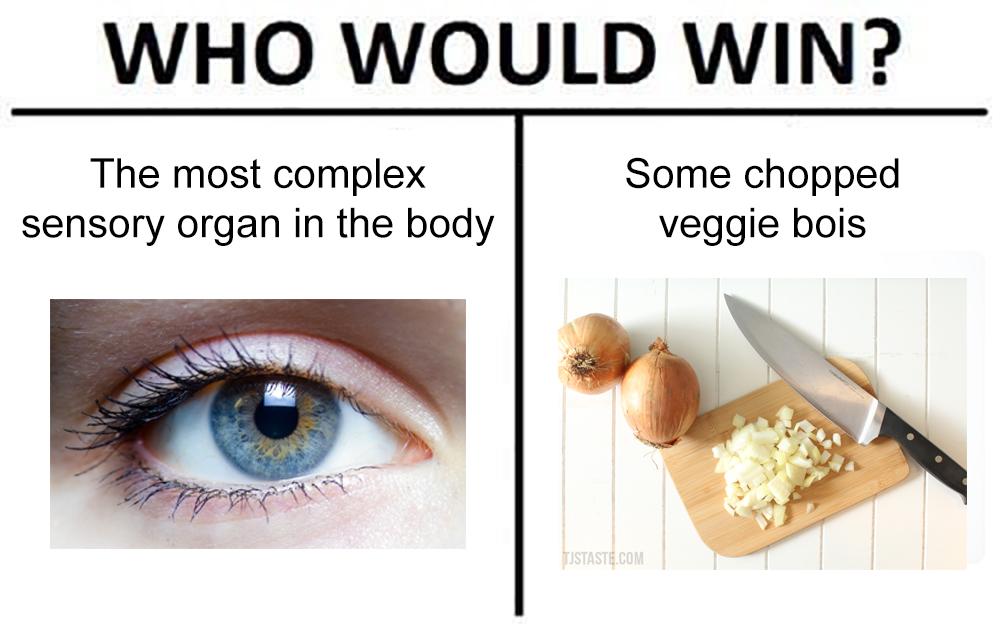 WHO WOULD WIN?
The most complex
sensory organ in the body
Some chopped
veggie bois
TJSTASTE.COM